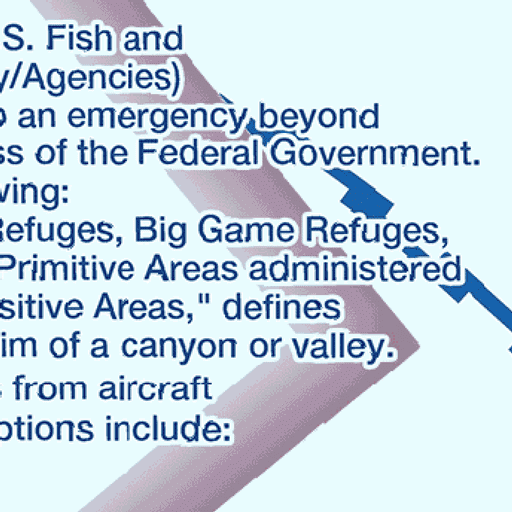 S. Fish and
y/Agencies)
o an emergency beyond
ss of the Federal Government.
wing:
Refuges, Big Game Refuges,
Primitive Areas administered
sitive Areas," defines
im of a canyon or valley.
s from aircraft
ptions include: